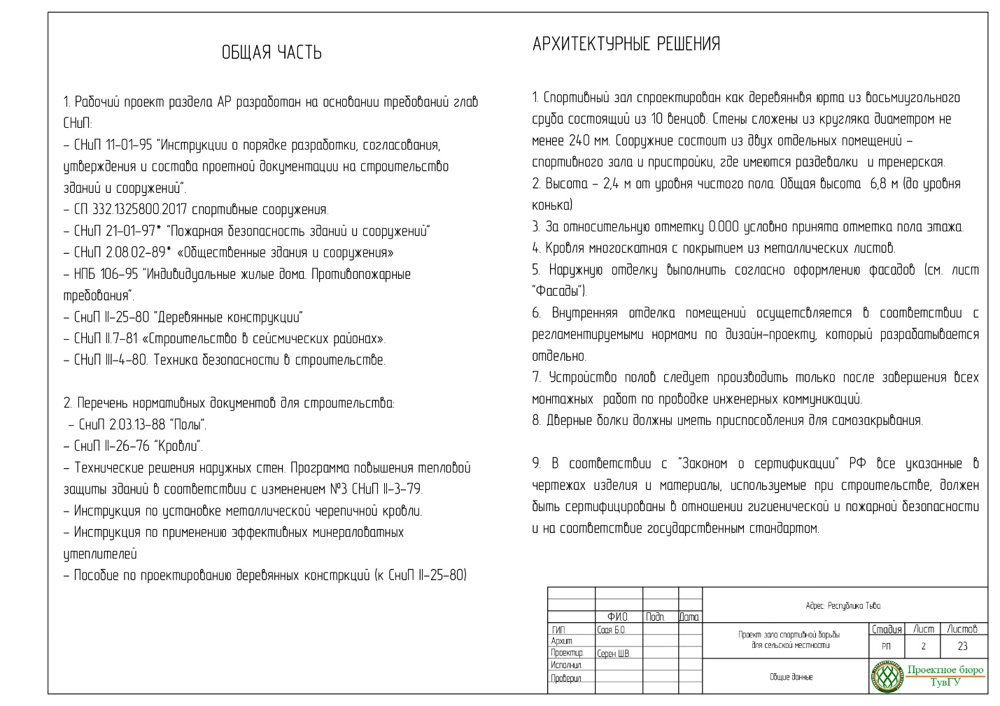 ОБЩАЯ ЧАСТЬ
1. Рабочий проект раздела АР разработан на основании требований глав
СНиП:
– СНиП 11-01-95 "Инструкции о порядке разработки, согласования,
утверждения и состава проетной документации на строительство
зданий и сооружений".
– СП 332.1325800.2017 спортивные сооружения.
– СНиП 21-01-97* "Пожарная безопасность зданий и сооружений"
– СНиП 2.08.02-89* «Общественные здания и сооружения»
– НПБ 106-95 "Индивидуальные жилые дома. Противопожарные
требования".
– СниП II-25-80 "Деревянные конструкции"
– СНиП II.7-81 «Строительство в сейсмических районах».
– СНиП III-4-80. Техника безопасности в строительстве.
2. Перечень нормативных документов для строительства:
– СниП 2.03.13-88 "Полы".
– СниП II-26-76 "Кровли".
– Технические решения наружных стен. Программа повышения тепловой
защиты зданий в соответствии с изменением №3 СНиП II-3-79.
– Инструкция по установке металлической черепичной кровли.
– Инструкция по применению эффективных минераловатных
утеплителей
– Пособие по проектированию деревянных констркций (к СниП II-25-80)
АРХИТЕКТУРНЫЕ РЕШЕНИЯ
1. Спортивный зал спроектирован как деревяннвя юрта из восьмиугольного
сруба состоящий из 10 венцов. Стены сложены из кругляка диаметром не
менее 240 мм. Сооружние состоит из двух отдельных помещений –
спортивного зала и пристройки, где имеются раздевалки и тренерская.
2. Высота – 2,4 м от уровня чистого пола. Общая высота 6,8 м (до уровня
конька)
3. За относительную отметку 0.000 условно принята отметка пола этажа.
4. Кровля многоскатная с покрытием из металлических листов.
5. Наружную отделку выполнить согласно оформлению фасадов (см. лист
"Фасады").
6. Внутренняя отделка помещений осущетсвляется в соответствии с
регламентируемыми нормами по дизайн-проекту, который разрабатывается
отдельно.
7. Устройство полов следует производить только после завершения всех
монтажных работ по проводке инженерных коммуникаций.
8. Дверные болки должны иметь приспособления для самозакрывания.
9. В соответствии с "Законом о сертификации" РФ все указанные в
чертежах изделия и материалы, используемые при строительстве, должен
быть сертифицированы в отношении гигиенической и пожарной безопасности
и на соответствие государственным стандартом.
Адрес: Республика Тыва
Ф.И.О. Подп. Дата
ГИП Саая Б.О.
Архит.
Проектир. Серен Ш.В.
Исполнил.
Проверил
Проект зала спортивной борьбы
для сельской местности
Стадия Лист Листов
РП 2 23
Общие данные
Проектное бюро
ТувГУ